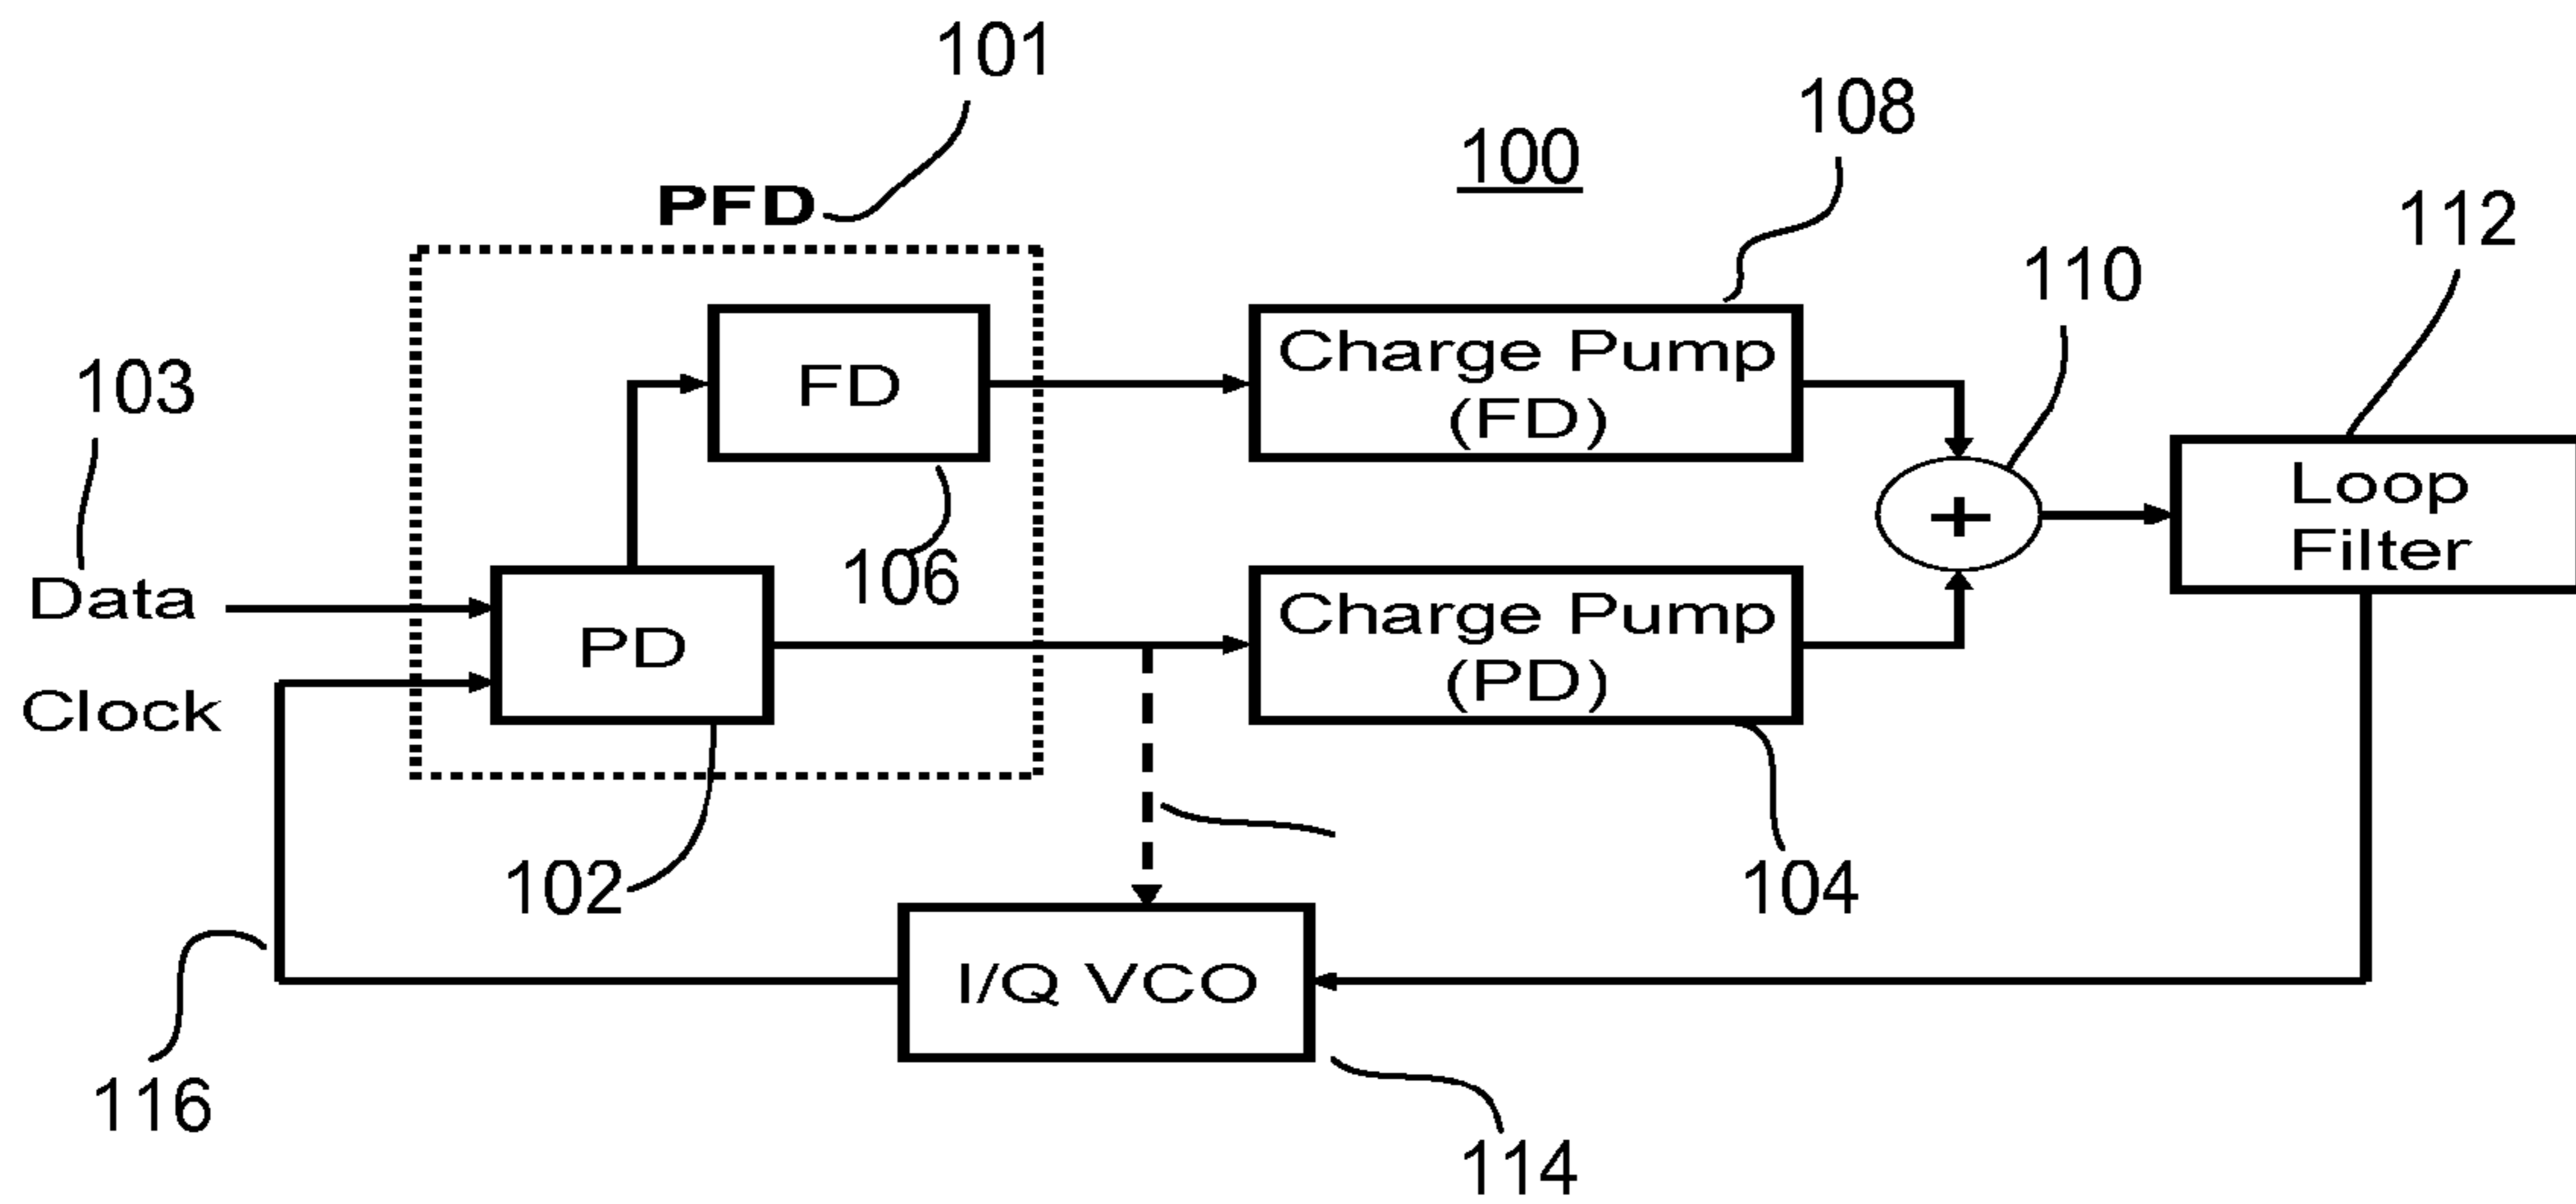 101
108
100
PFD
112
110
Charge Pump
(FD)
FD
103
Loop
Filter
+
106
Data
Charge Pump
(PD)
PD
Clock
102
104
I/Q VCO
116
114